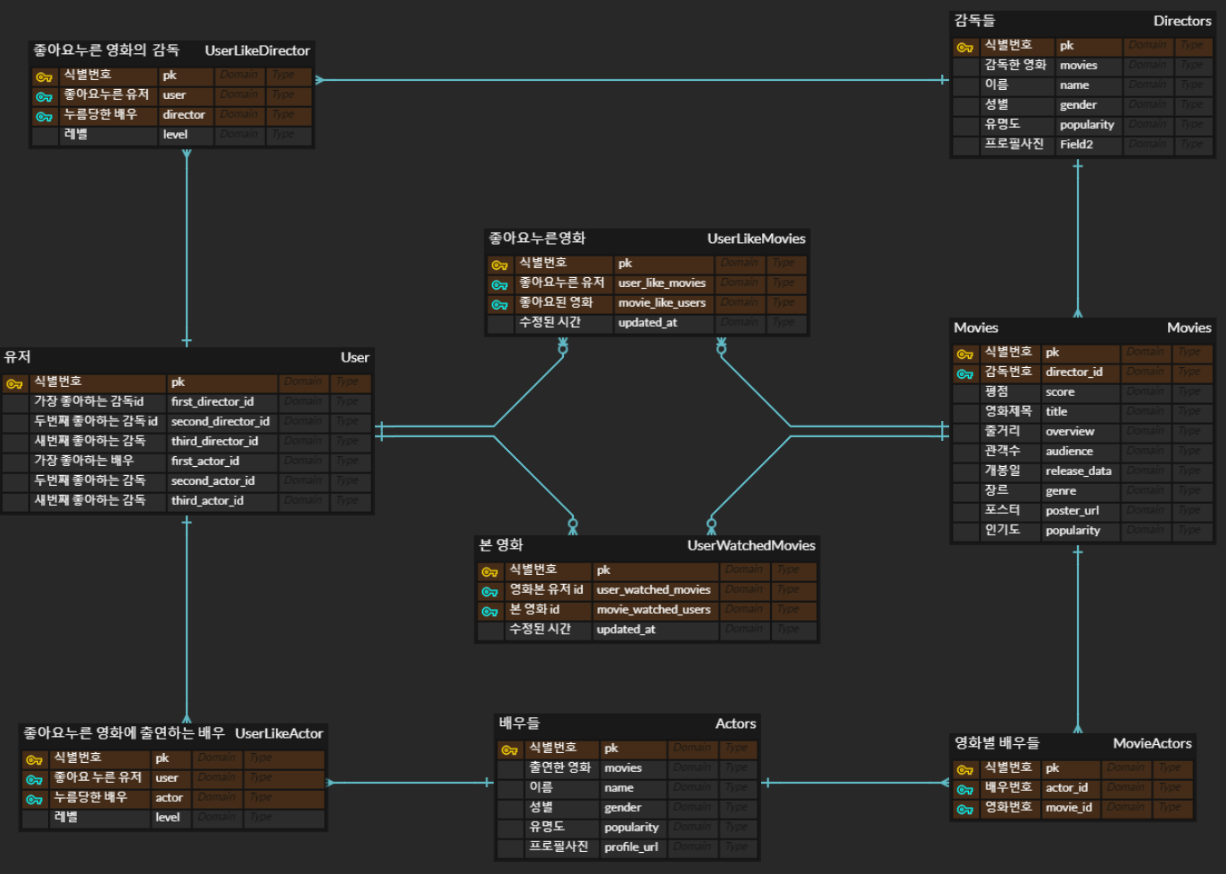 좋아요누른 영화의 감독 UserLikeDirector
식별번호 pk Domain Type
좋아요누른 유저 user Domain Type
누름당한 배우 director Domain Type
레벨 level Domain Type
감독들 Directors
식별번호 pk Domain Type
감독한 영화 movies Domain Type
이름 name Domain Type
성별 gender Domain Type
유명도 popularity Domain Type
프로필사진 Field2 Domain Type
좋아요누른영화 UserLikeMovies
식별번호 pk Domain Type
좋아요누른 유저 user_like_movies Domain Type
좋아요된 영화 movie_like_users Domain Type
수정된 시간 updated_at Domain Type
유저 User
식별번호 pk Domain Type
가장 좋아하는 감독id first_director_id Domain Type
두번째 좋아하는 감독 id second_director_id Domain Type
새번째 좋아하는 감독 third_director_id Domain Type
가장 좋아하는 배우 first_actor_id Domain Type
두번째 좋아하는 감독 second_actor_id Domain Type
새번째 좋아하는 감독 third_actor_id Domain Type
Movies Movies
식별번호 pk Domain Type
감독번호 director_id Domain Type
평점 score Domain Type
영화제목 title Domain Type
줄거리 overview Domain Type
관객수 audience Domain Type
개봉일 release_data Domain Type
장르 genre Domain Type
포스터 poster_url Domain Type
인기도 popularity Domain Type
본 영화 UserWatchedMovies
식별번호 pk Domain Type
영화본 유저 id user_watched_movies Domain Type
본 영화 id movie_watched_users Domain Type
수정된 시간 updated_at Domain Type
좋아요누른 영화에 출연하는 배우 UserLikeActor
식별번호 pk Domain Type
좋아요 누른 유저 user Domain Type
누름당한 배우 actor Domain Type
레벨 level Domain Type
배우들 Actors
식별번호 pk Domain Type
출연한 영화 movies Domain Type
이름 name Domain Type
성별 gender Domain Type
유명도 popularity Domain Type
프로필사진 profile_url Domain Type
영화별 배우들 MovieActors
식별번호 pk Domain Type
배우번호 actor_id Domain Type
영화번호 movie_id Domain Type